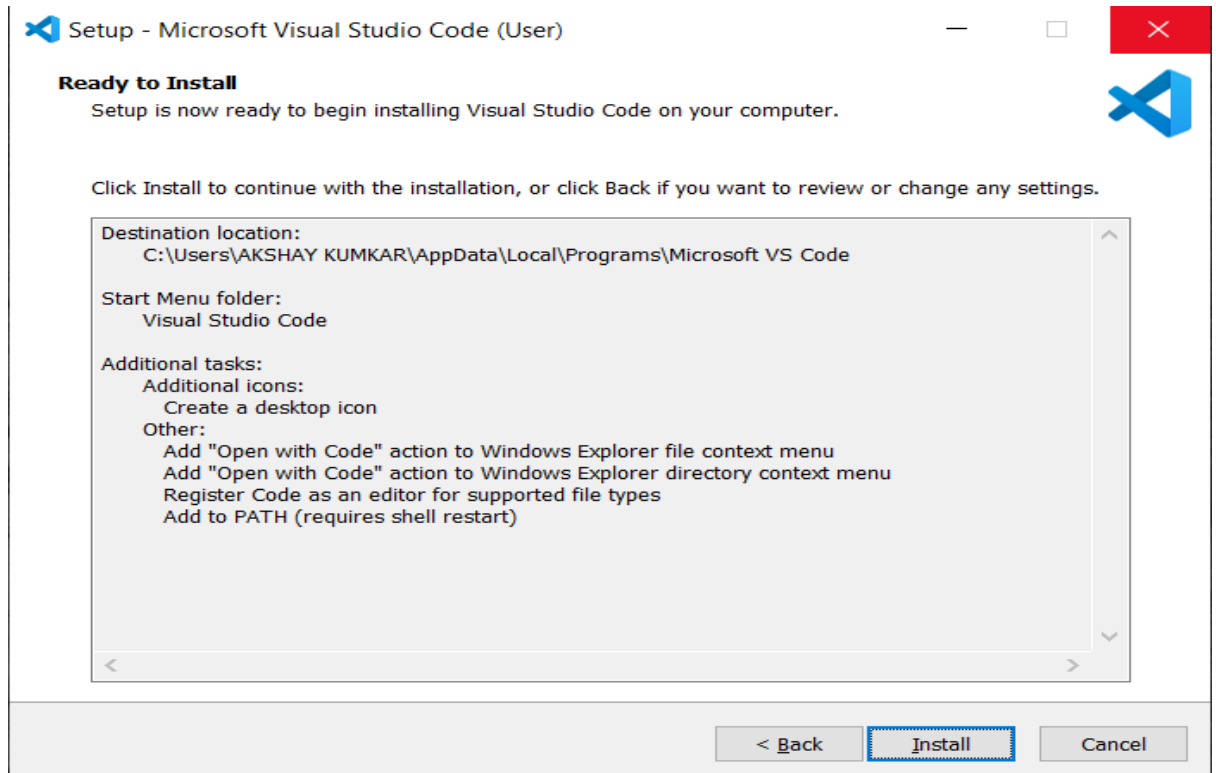 Setup - Microsoft Visual Studio Code (User)
Ready to Install
Setup is now ready to begin installing Visual Studio Code on your computer.
Click Install to continue with the installation, or click Back if you want to review or change any settings.
Destination location:
C:\Users\AKSHAY KUMKAR\AppData\Local\Programs\Microsoft VS Code
Start Menu folder:
Visual Studio Code
Additional tasks:
Additional icons:
Create a desktop icon
Other:
Add "Open with Code" action to Windows Explorer file context menu
Add "Open with Code" action to Windows Explorer directory context menu
Register Code as an editor for supported file types
Add to PATH (requires shell restart)
< Back Install Cancel